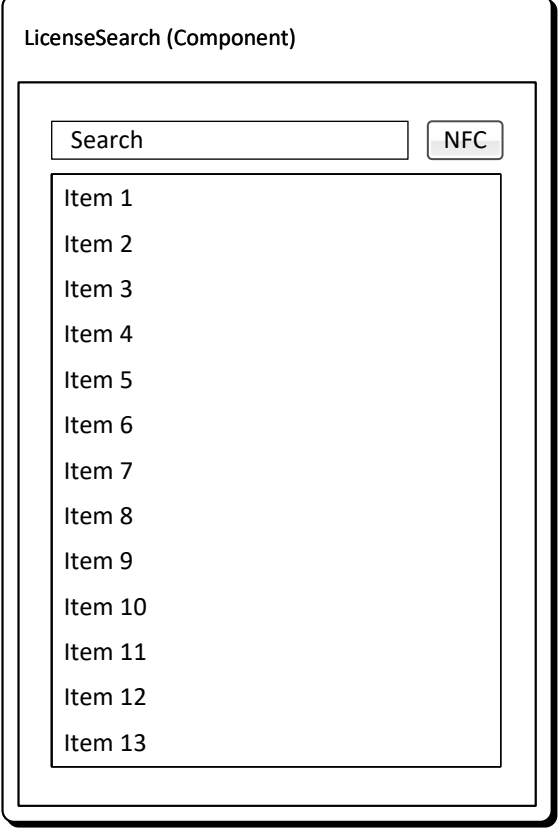 LicenseSearch (Component)
Search
NFC
Item 1
Item 2
Item 3
Item 4
Item 5
Item 6
Item 7
Item 8
Item 9
Item 10
Item 11
Item 12
Item 13